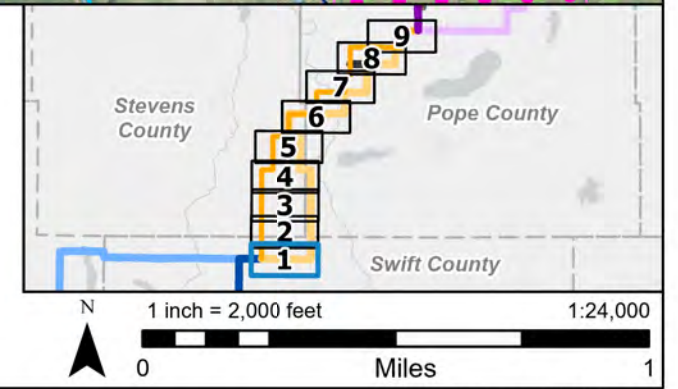 9
8
7
6
5
4
3
2
1
Stevens
County
Pope County
Swift County
N
1 inch = 2,000 feet
1:24,000
0
Miles
1